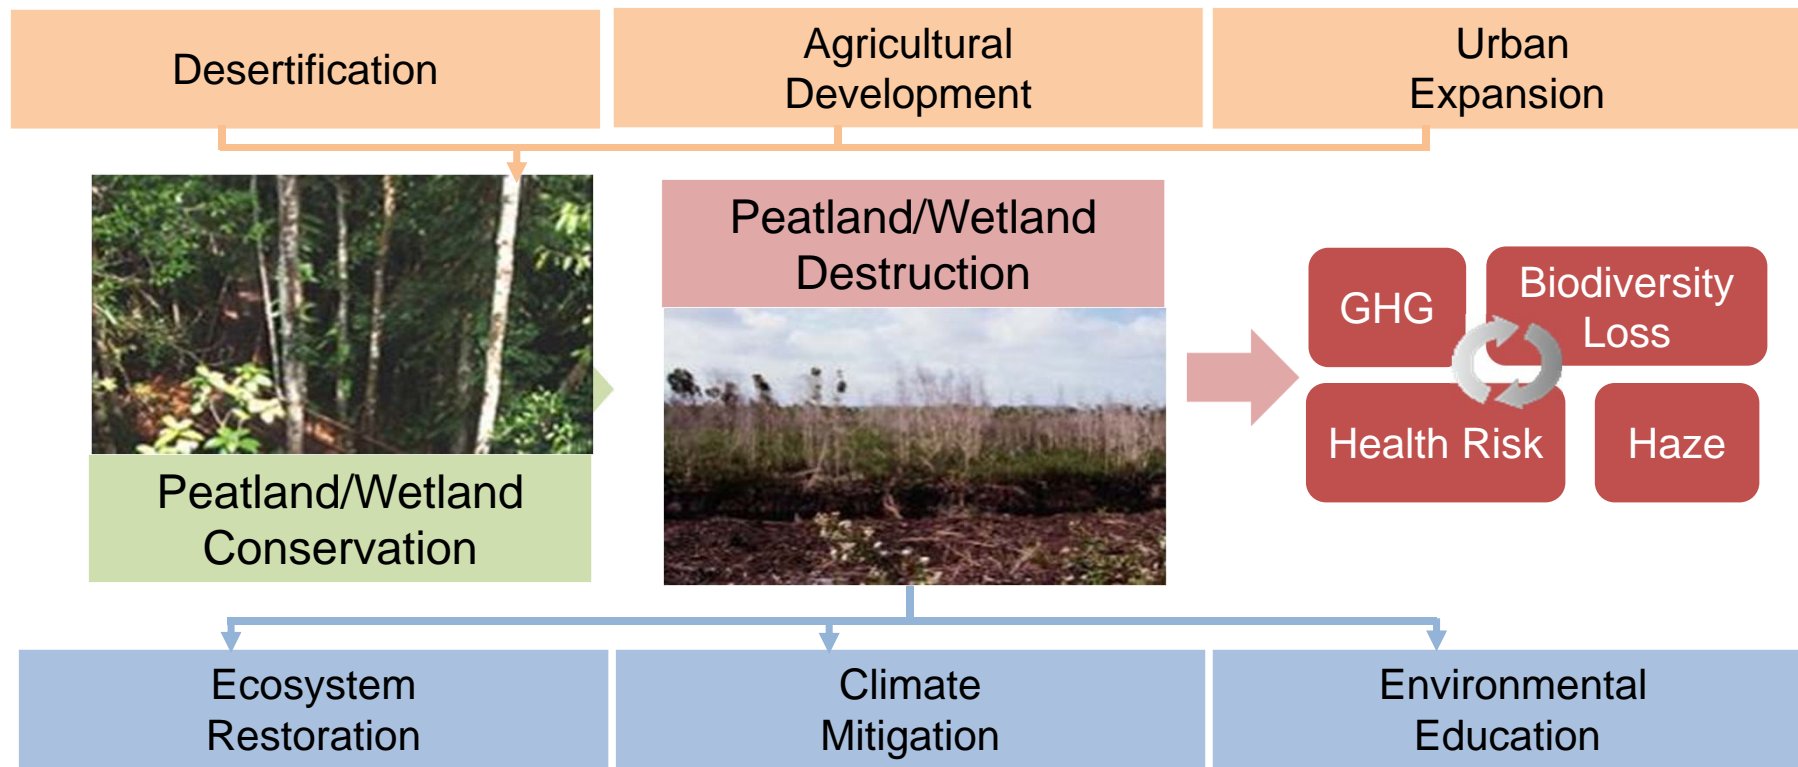 Desertification
Agricultural
Development
Urban
Expansion
Peatland/Wetland
Destruction
GHG
Biodiversity
Loss
Health Risk
Haze
Peatland/Wetland
Conservation
Ecosystem
Restoration
Climate
Mitigation
Environmental
Education